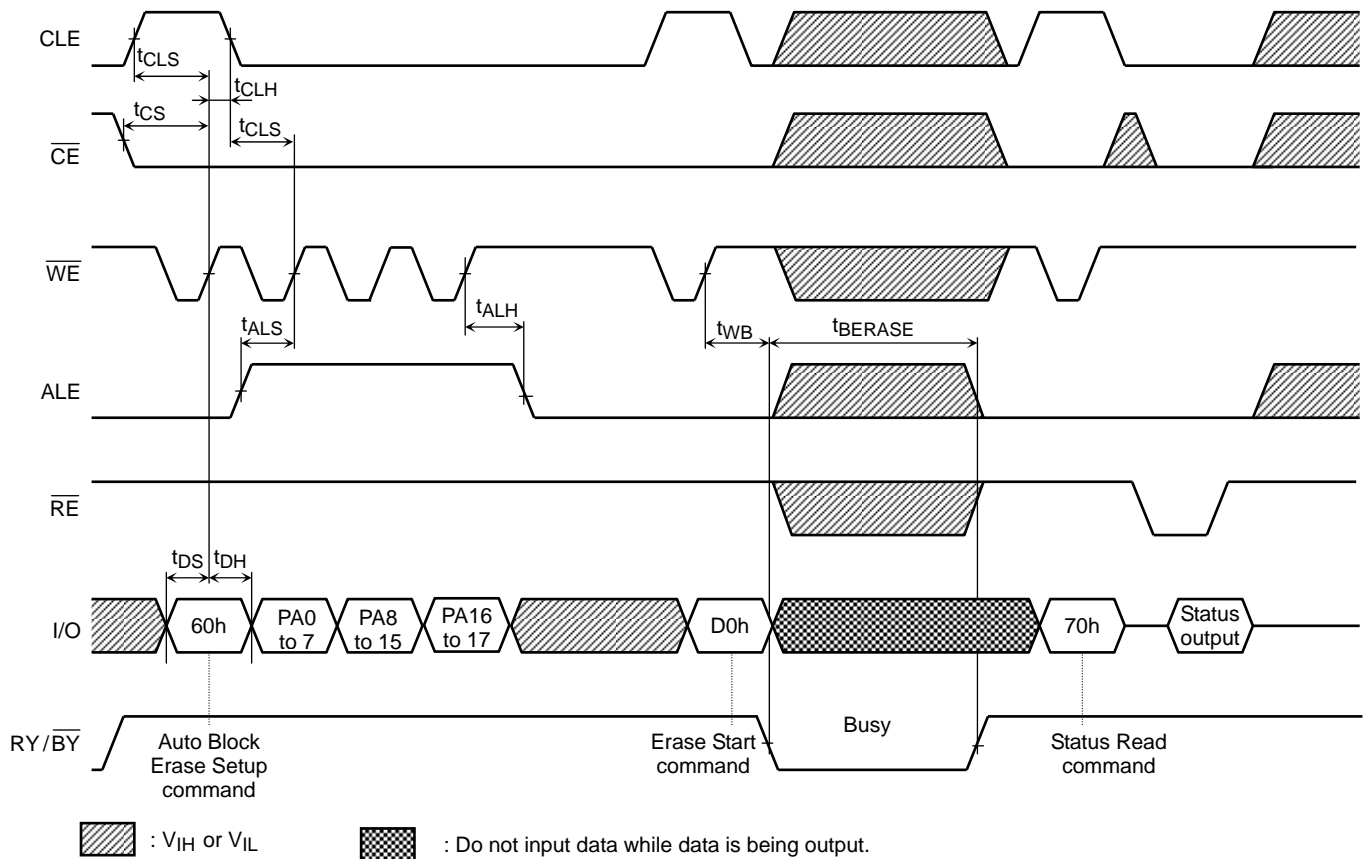 CLE
tCLS
tCLH
tCS
tCLS
CE
WE
tALS
tALH
tWB
tBERASE
ALE
RE
tDS
tDH
I/O
60h
PA0
to 7
PA8
to 15
PA16
to 17
D0h
70h
Status
output
RY/BY
Busy
Auto Block
Erase Setup
command
Erase Start
command
Status Read
command
: VIH or VIL
: Do not input data while data is being output.